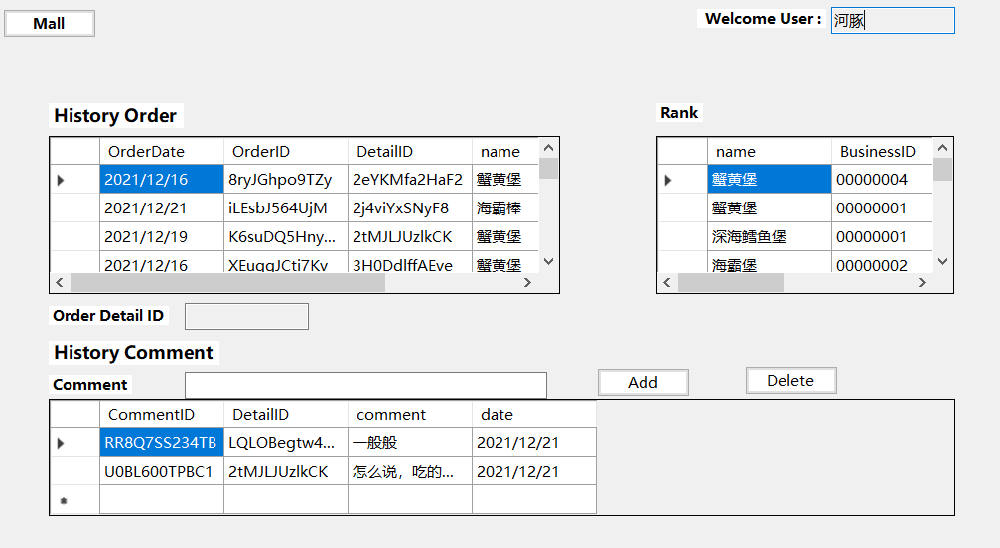 Mall
Welcome User : 河豚
History Order
Rank
OrderDate OrderID DetailID name
2021/12/16 8ryJGhpo9TZy 2eYKMfa2HaF2 蟹黄堡
2021/12/21 iLEsbJ564UjM 2j4viYxSNyF8 海霸棒
2021/12/19 K6suDQ5Hny... 2tMJLJUzlkCK 蟹黄堡
2021/12/16 XEuqqJCti7Kv 3H0DdlffAEve 蟹黄堡
name BusinessID
蟹黄堡 00000004
蟹黄堡 00000001
深海鳕鱼堡 00000001
海霸堡 00000002
Order Detail ID
History Comment
Comment
Add
Delete
CommentID DetailID comment date
RR8Q7SS234TB LQLOBegtw4... 一般般 2021/12/21
U0BL600TPBC1 2tMJLJUzlkCK 怎么说，吃的... 2021/12/21